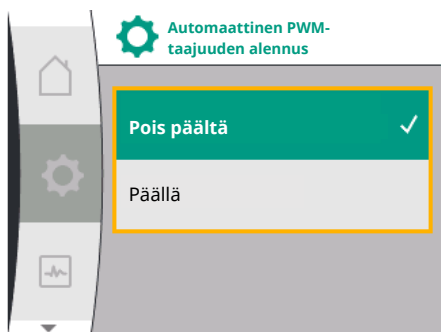 Automaattinen PWM-
taajuuden alennus
Pois päältä
Päällä